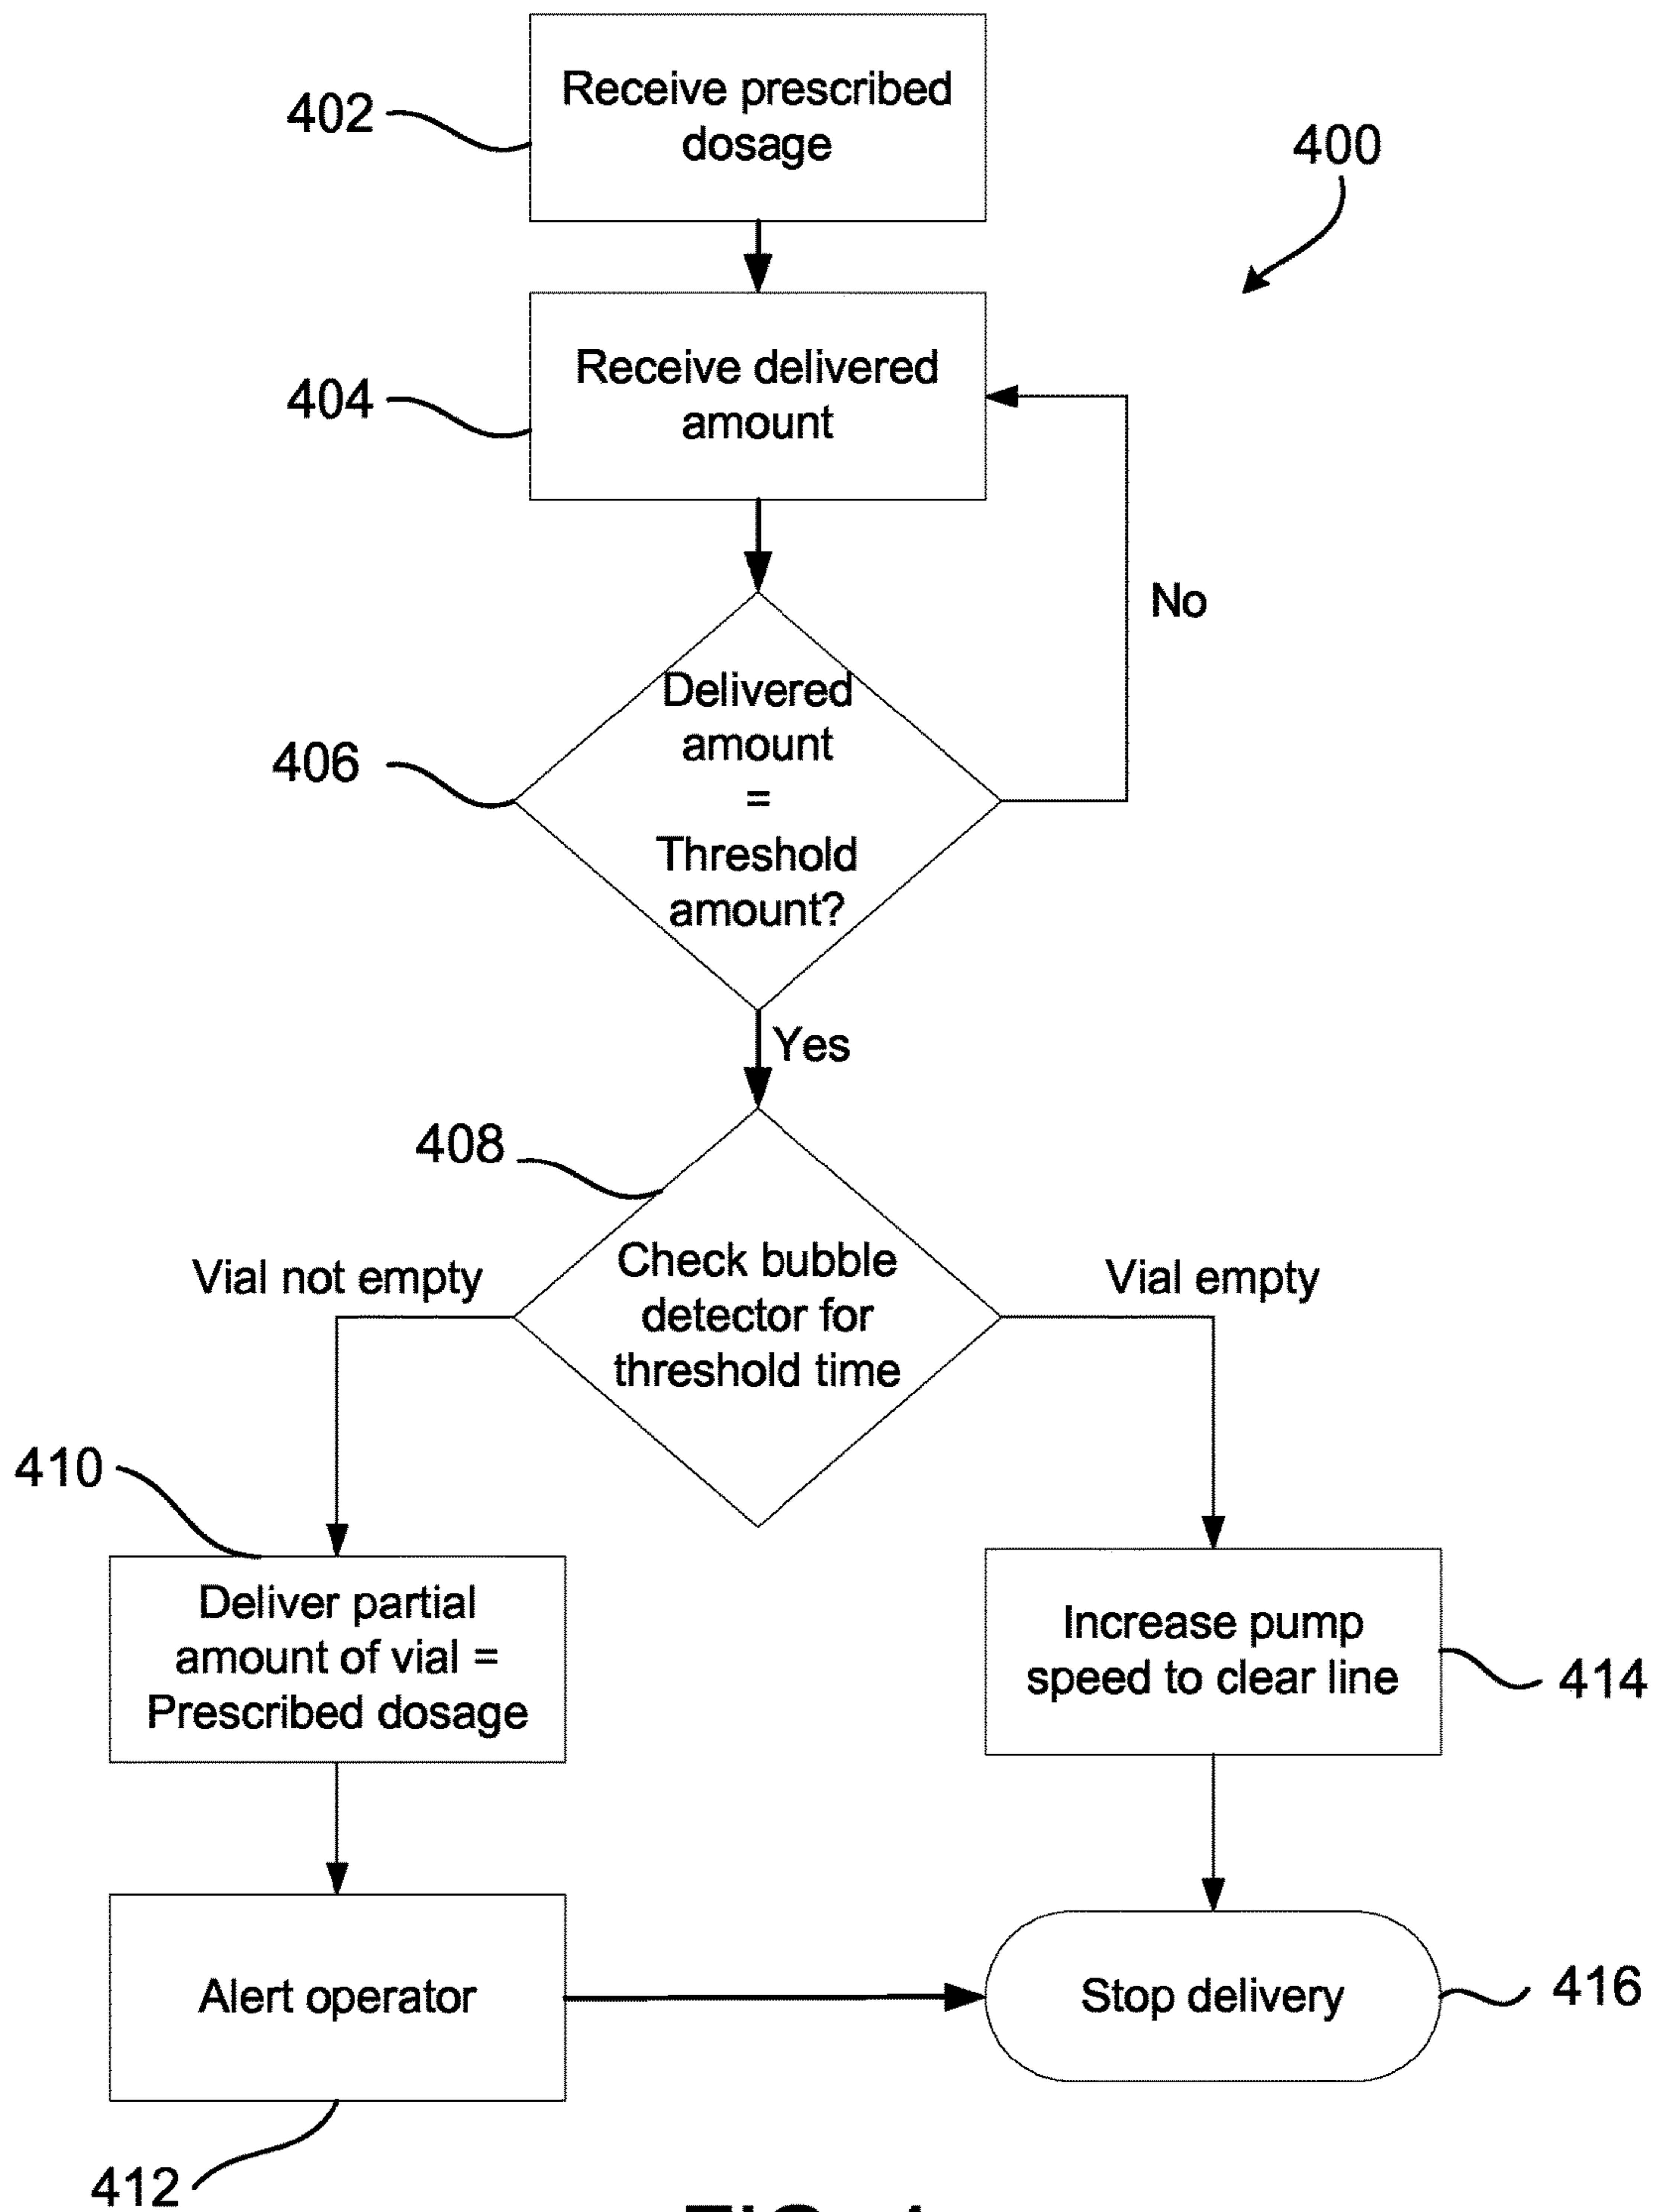 Receive prescribed
dosage
402
400
Receive delivered
amount
404
No
Delivered
amount
=
Threshold
amount?
406
Yes
408
Check bubble
detector for
threshold time
Vial not empty
Vial empty
410
Deliver partial
amount of vial =
Prescribed dosage
Increase pump
speed to clear line
414
Alert operator
Stop delivery
416
412